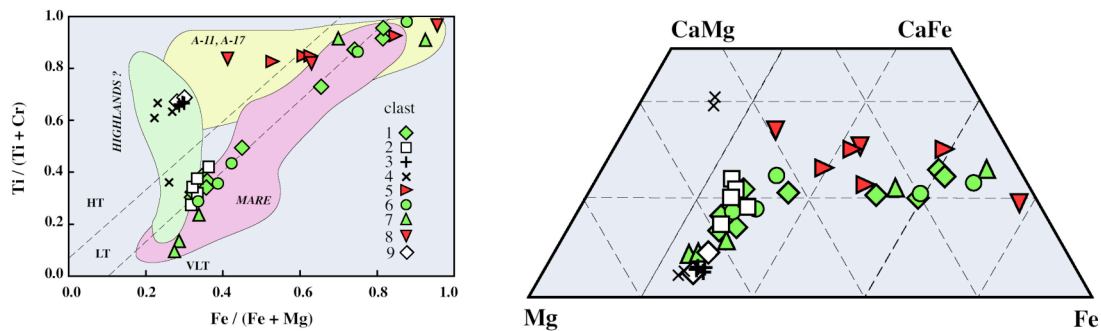 1.0
0.8
0.6
0.4
0.2
0.0
Ti / (Ti + Cr)
A-11, A-17
HIGHLANDS ?
MARE
HT
LT
VLT
clast
1
2
3
4
5
6
7
8
9
0.0 0.2 0.4 0.6 0.8 1.0
Fe / (Fe + Mg)
CaMg CaFe
Mg Fe